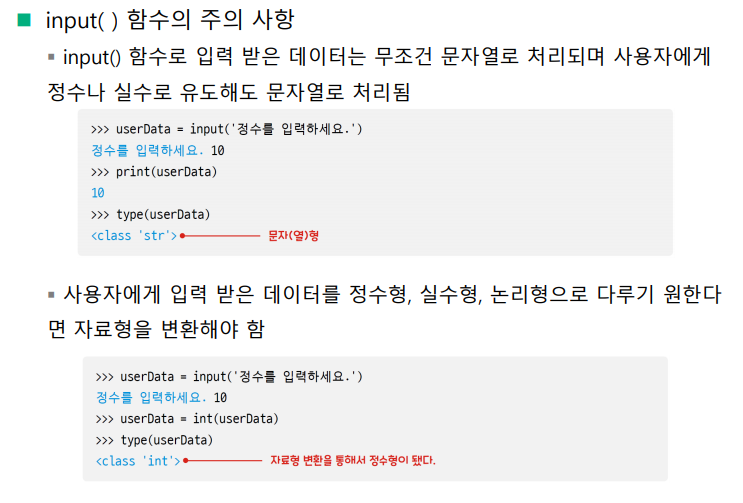 ■ input( ) 함수의 주의 사항
▪ input() 함수로 입력 받은 데이터는 무조건 문자열로 처리되며 사용자에게
정수나 실수로 유도해도 문자열로 처리됨
>>> userData = input('정수를 입력하세요.')
정수를 입력하세요. 10
>>> print(userData)
10
>>> type(userData)
<class 'str'> 문자(열)형
▪ 사용자에게 입력 받은 데이터를 정수형, 실수형, 논리형으로 다루기 원한다
면 자료형을 변환해야 함
>>> userData = input('정수를 입력하세요.')
정수를 입력하세요. 10
>>> userData = int(userData)
>>> type(userData)
<class 'int'> 자료형 변환을 통해서 정수형이 됐다.